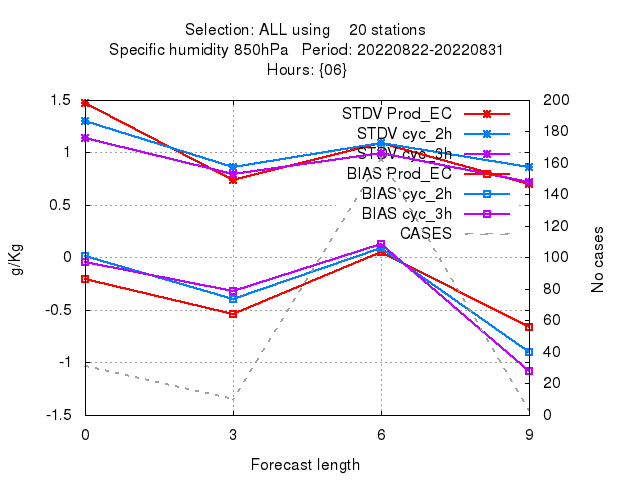 Selection: ALL using    20 stations
Specific humidity 850hPa   Period: 20220822-20220831
Hours: {06}
1.5
1
0.5
0
-0.5
-1
-1.5
g/Kg
200
180
160
140
120
100
80
60
40
20
0
No cases
STDV Prod_EC
STDV cyc_2h
STDV cyc_3h
BIAS Prod_EC
BIAS cyc_2h
BIAS cyc_3h
CASES
0 3 6 9
Forecast length